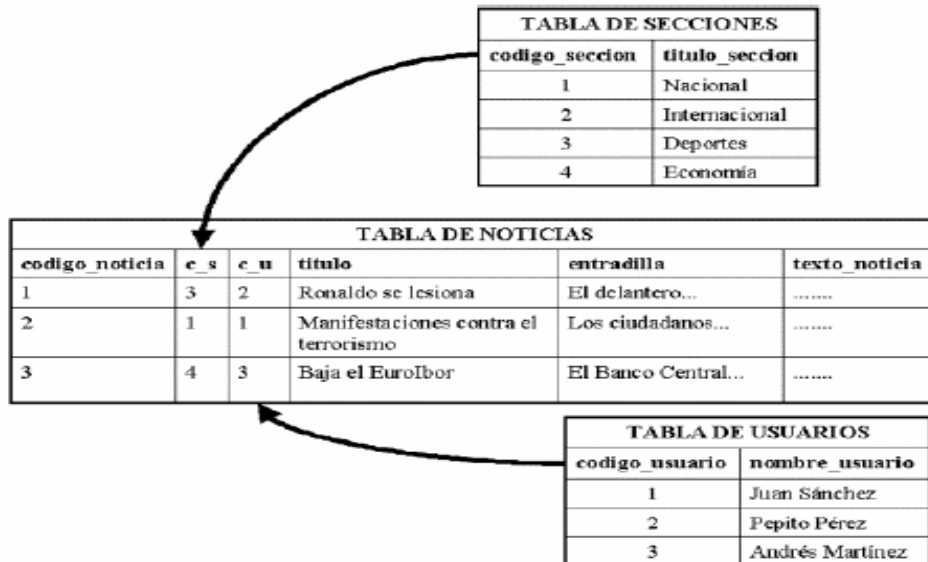 TABLA DE SECCIONES
codigo_seccion titulo_seccion
1 Nacional
2 Internacional
3 Deportes
4 Economía
TABLA DE NOTICIAS
codigo_noticia c_s c_u titulo entradilla texto_noticia
1 3 2 Ronaldo se lesiona El delantero... .......
2 1 1 Manifestaciones contra el Los ciudadanos... .......
terrorismo
3 4 3 Baja el EuroIbor El Banco Central... .......
TABLA DE USUARIOS
codigo_usuario nombre_usuario
1 Juan Sánchez
2 Pepito Pérez
3 Andrés Martínez